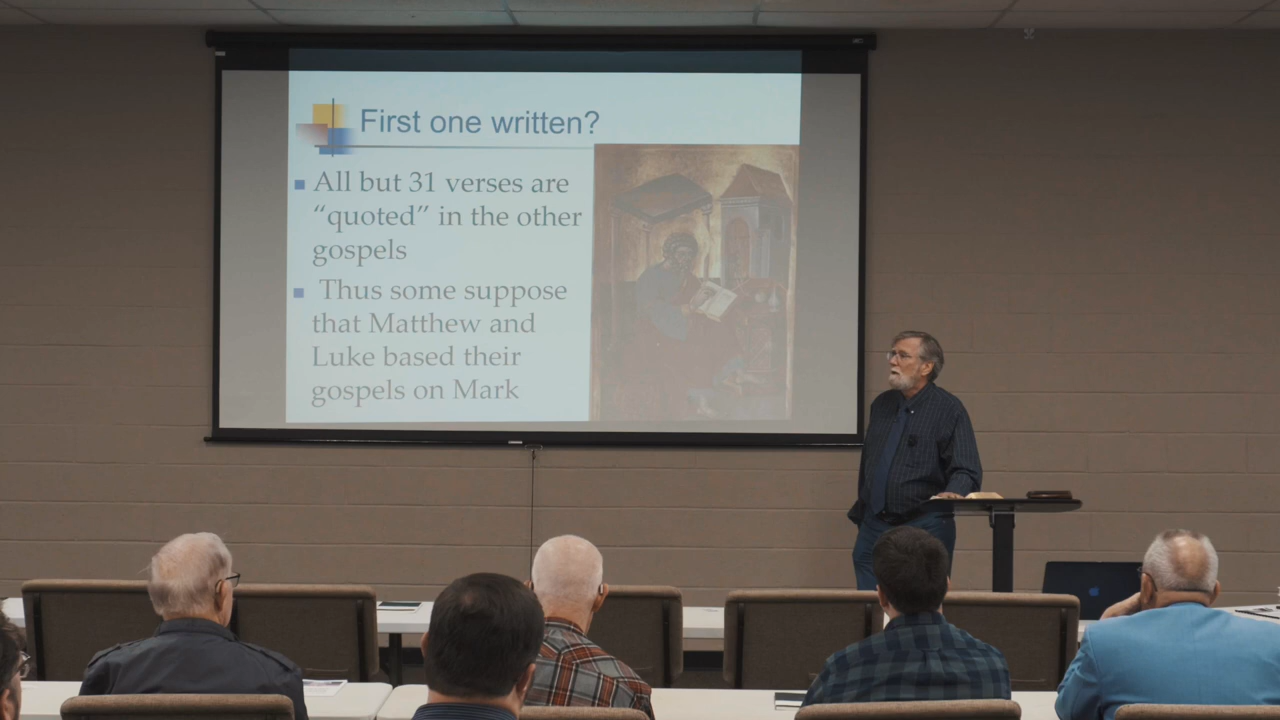 First one written?
All but 31 verses are
“quoted” in the other
gospels
Thus some suppose
that Matthew and
Luke based their
gospels on Mark